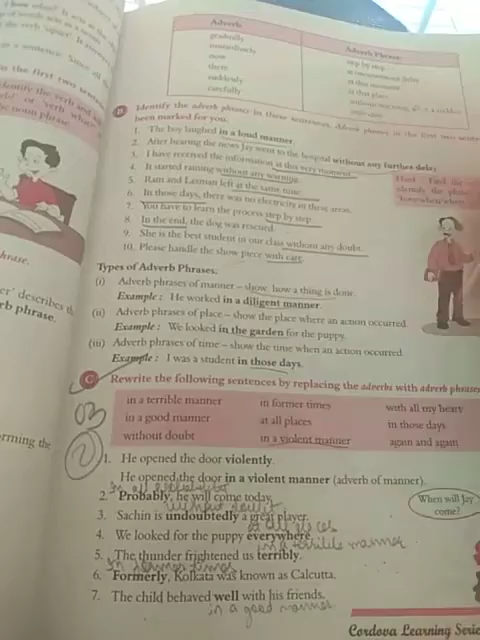 Adverb
Adverb Phrase
gradually
step by step
immediately
now
at this moment
there
at this place
suddenly
carefully
B Identify the adverb phrases in these sentences. Adverb phrases in the first two
been marked for you.
1. The boy laughed in a loud manner.
2. After hearing the news Jay went to the hospital without any further delay.
3. I have received the information at this very moment.
4. It started raining without any warning.
5. Ram and Laxman left at the same time.
6. In those days, there was no electricity in these areas.
7. You have to learn the process step by step.
8. In the end, the dog was rescued.
9. She is the best student in our class without any doubt.
10. Please handle the show piece with care.
Types of Adverb Phrases:
(i) Adverb phrases of manner – show how a thing is done.
Example : He worked in a diligent manner.
(ii) Adverb phrases of place – show the place where an action occurred.
Example : We looked in the garden for the puppy.
(iii) Adverb phrases of time – show the time when an action occurred.
Example : I was a student in those days.
C Rewrite the following sentences by replacing the adverbs with adverb phrases
in a terrible manner in former times with all my heart
in a good manner at all places in those days
without doubt in a violent manner again and again
1. He opened the door violently.
He opened the door in a violent manner (adverb of manner).
2. Probably, he will come today.
When will Jay
come?
without doubt
3. Sachin is undoubtedly a great player.
at all places
4. We looked for the puppy everywhere.
in a terrible manner
5. The thunder frightened us terribly.
in former times
6. Formerly, Kolkata was known as Calcutta.
7. The child behaved well with his friends.
in a good manner
Cordova Learning Serie